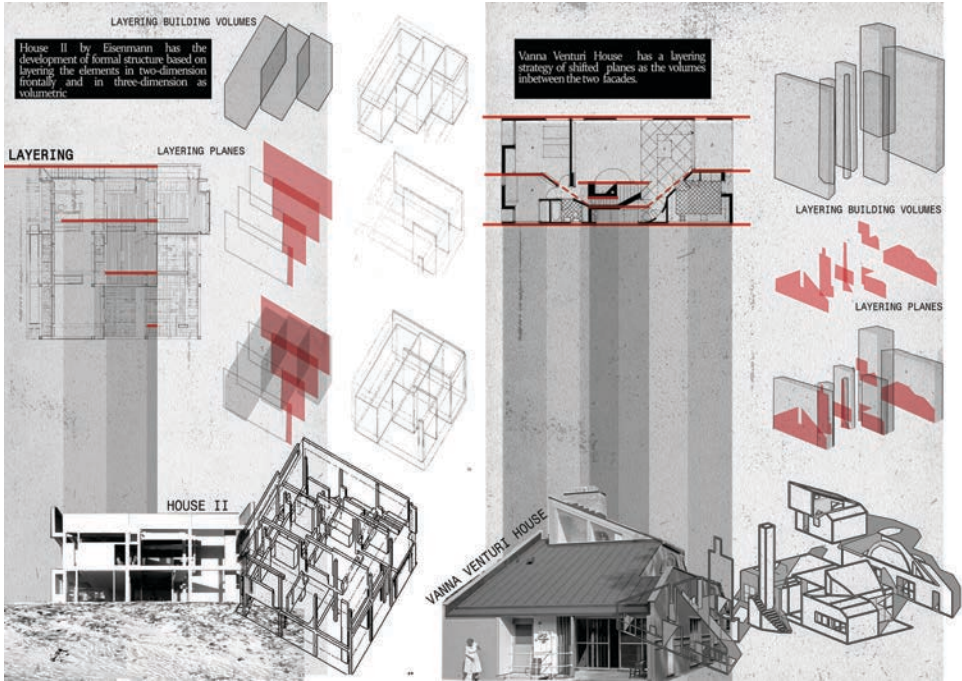 LAYERING BUILDING VOLUMES
House II by Eisenmann has the
development of formal structure based on
layering the elements in two-dimension
frontally and in three-dimension as
volumetric
LAYERING
LAYERING PLANES
HOUSE II
Vanna Venturi House has a layering
strategy of shifted planes as the volumes
inbetween the two facades.
LAYERING BUILDING VOLUMES
LAYERING PLANES
VANNA VENTURI HOUSE